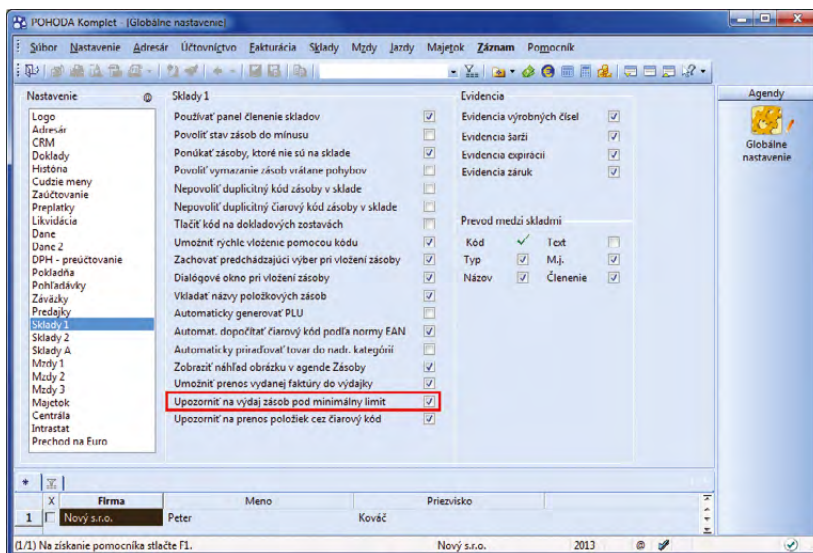 POHODA Komplet - [Globálne nastavenie]
Súbor Nastavenie Adresár Účtovníctvo Fakturácia Sklady Mzdy Jazdy Majetok Záznam Pomocník
Nastavenie @
Logo
Adresár
CRM
Doklady
História
Cudzie meny
Zaúčtovanie
Preplatky
Likvidácia
Dane
Dane 2
DPH - preúčtovanie
Pokladňa
Pohľadávky
Záväzky
Predajky
Sklady 1
Sklady 2
Sklady A
Mzdy 1
Mzdy 2
Mzdy 3
Majetok
Centrála
Intrastat
Prechod na Euro
Sklady 1
Používať panel členenie skladov
Povoliť stav zásob do mínusu
Ponúkať zásoby, ktoré nie sú na sklade
Povoliť vymazanie zásob vrátane pohybov
Nepovoliť duplicitný kód zásoby v sklade
Nepovoliť duplicitný čiarový kód zásoby v sklade
Tlačiť kód na dokladových zostavách
Umožniť rýchle vloženie pomocou kódu
Zachovať predchádzajúci výber pri vložení zásoby
Dialógové okno pri vložení zásoby
Vkladať názvy položkových zásob
Automaticky generovať PLU
Automat. dopočítať čiarový kód podľa normy EAN
Automaticky priraďovať tovar do nadr. kategórií
Zobraziť náhľad obrázku v agende Zásoby
Umožniť prenos vydanej faktúry do výdajky
Upozorniť na výdaj zásob pod minimálny limit
Upozorniť na prenos položiek cez čiarový kód
Evidencia
Evidencia výrobných čísel
Evidencia šarží
Evidencia expirácií
Evidencia záruk
Prevod medzi skladmi
Kód Text
Typ M.j.
Názov Členenie
Agendy
Globálne
nastavenie
X Firma Meno Priezvisko
1 Nový s.r.o. Peter Kováč
(1/1) Na získanie pomocníka stlačte F1. Nový s.r.o. 2013 @